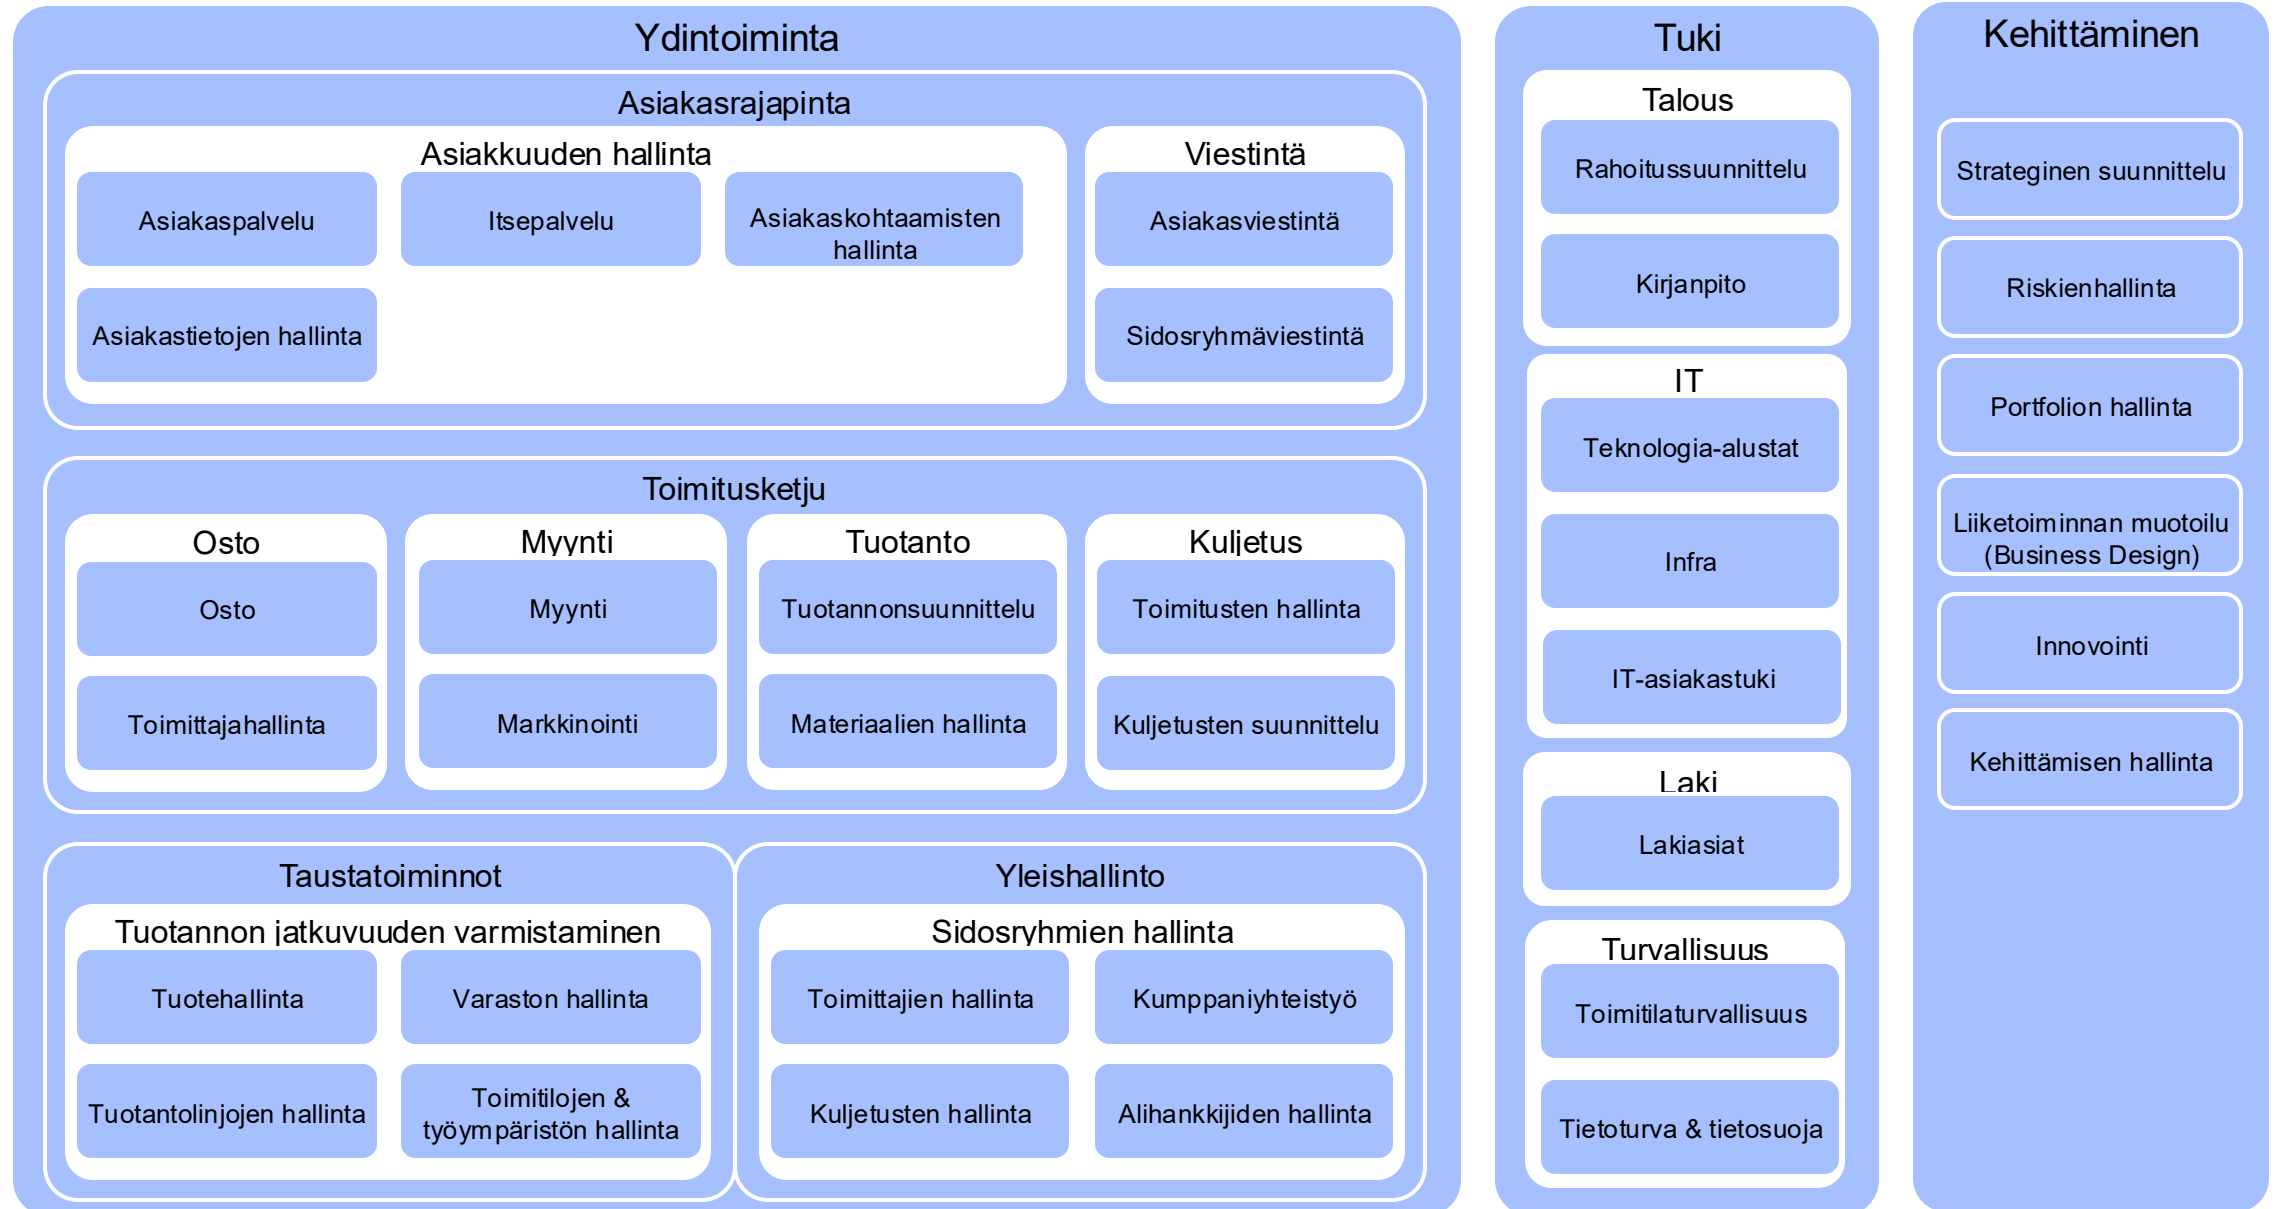 Ydintoiminta
Asiakasrajapinta
Asiakkuuden hallinta
Asiakaspalvelu
Itsepalvelu
Asiakaskohtaamisten
hallinta
Asiakastietojen hallinta
Viestintä
Asiakasviestintä
Sidosryhmäviestintä
Toimitusketju
Osto
Osto
Toimittajahallinta
Myynti
Myynti
Markkinointi
Tuotanto
Tuotannonsuunnittelu
Materiaalien hallinta
Kuljetus
Toimitusten hallinta
Kuljetusten suunnittelu
Taustatoiminnot
Tuotannon jatkuvuuden varmistaminen
Tuotehallinta
Varaston hallinta
Tuotantolinjojen hallinta
Toimitilojen &
työympäristön hallinta
Yleishallinto
Sidosryhmien hallinta
Toimittajien hallinta
Kumppaniyhteistyö
Kuljetusten hallinta
Alihankkijiden hallinta
Tuki
Talous
Rahoitussuunnittelu
Kirjanpito
IT
Teknologia-alustat
Infra
IT-asiakastuki
Laki
Lakiasiat
Turvallisuus
Toimitilaturvallisuus
Tietoturva & tietosuoja
Kehittäminen
Strateginen suunnittelu
Riskienhallinta
Portfolion hallinta
Liiketoiminnan muotoilu
(Business Design)
Innovointi
Kehittämisen hallinta